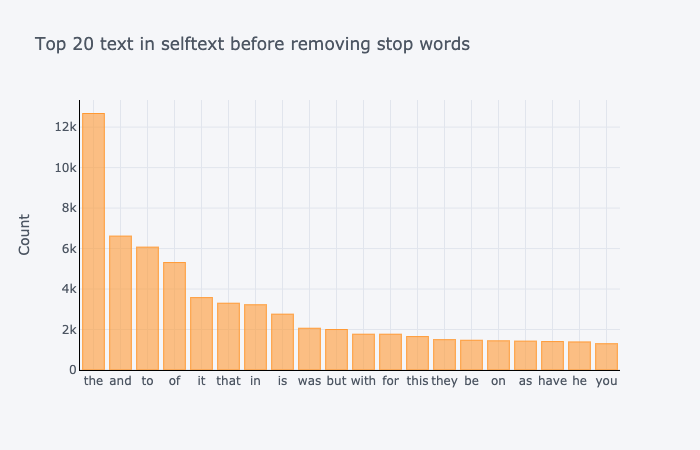 Top 20 text in selftext before removing stop words
Count
12k
10k
8k
6k
4k
2k
0
the and to of it that in is was but with for this they be on as have he you